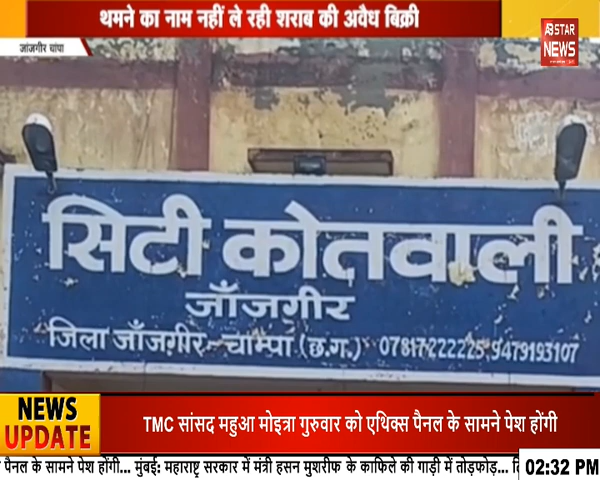 थमने का नाम नहीं ले रही शराब की अवैध बिक्री
जांजगीर चांपा
STAR
NEWS
सिटी कोतवाली
जाँजगीर
जिला जाँजगीर- चाम्पा (छ.ग.) 07817-222225, 9479193107
NEWS
UPDATE
TMC सांसद महुआ मोइत्रा गुरुवार को एथिक्स पैनल के सामने पेश होंगी
पैनल के सामने पेश होंगी... मुंबई: महाराष्ट्र सरकार में मंत्री हसन मुशरीफ के काफिले की गाड़ी में तोड़फोड़...
02:32 PM